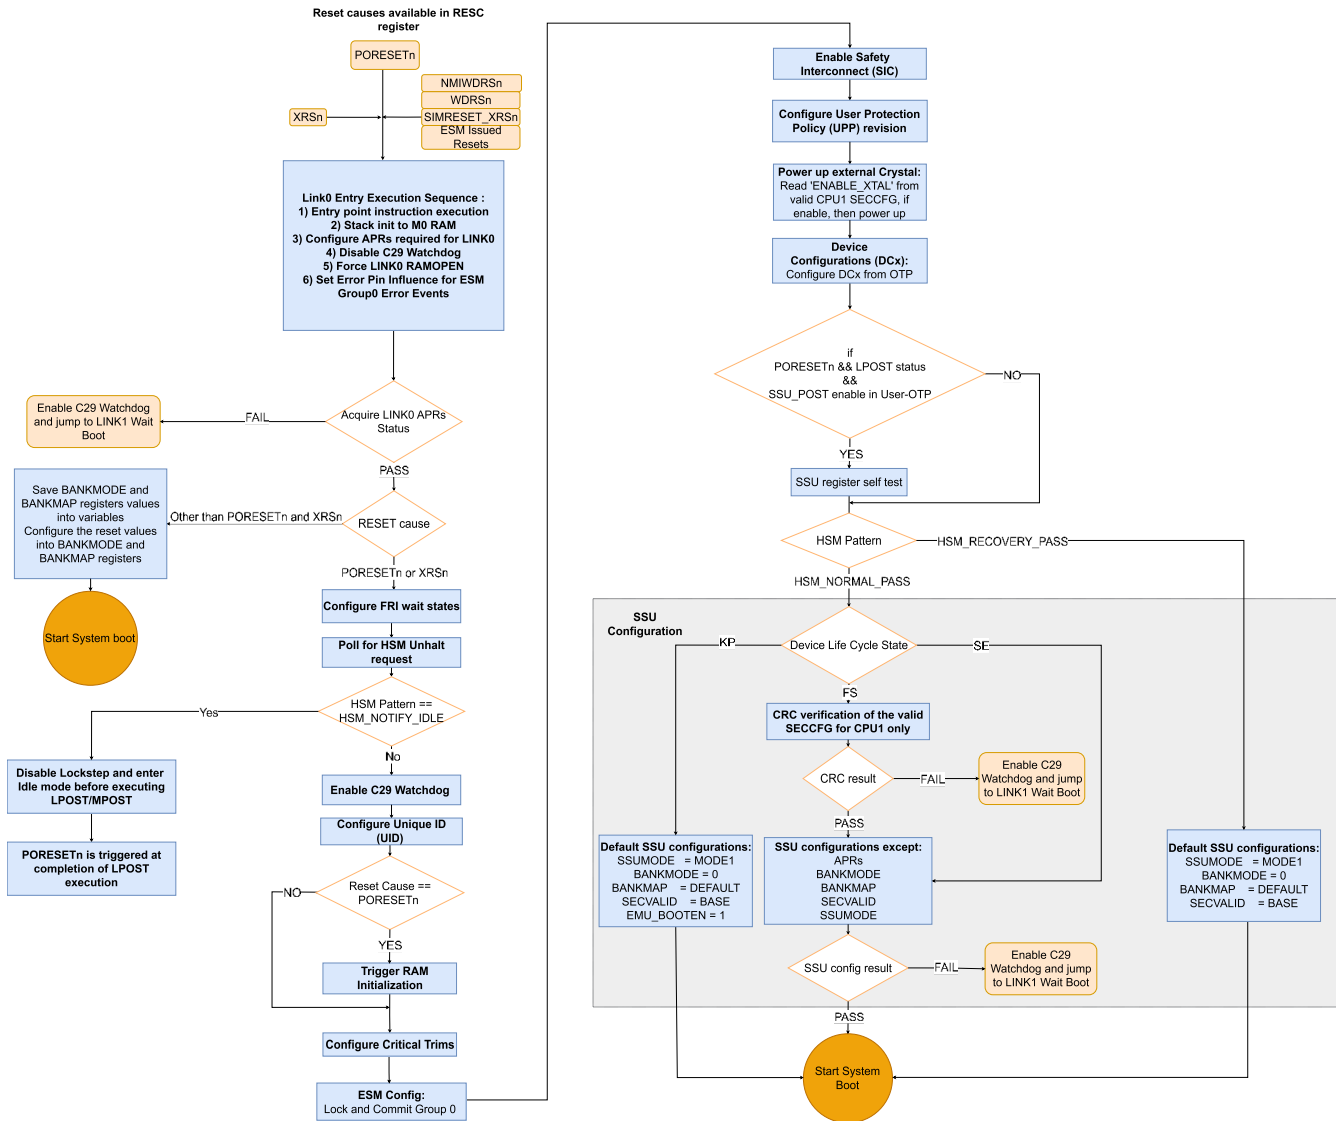 Reset causes available in RESC
register
PORESETn
NMIWDRSn
WDRSn
XRSn
SIMRESET_XRSn
ESM Issued
Resets
Link0 Entry Execution Sequence :
1) Entry point instruction execution
2) Stack init to M0 RAM
3) Configure APRs required for LINK0
4) Disable C29 Watchdog
5) Force LINK0 RAMOPEN
6) Set Error Pin Influence for ESM
Group0 Error Events
Acquire LINK0 APRs
Status
FAIL
Enable C29 Watchdog
and jump to LINK1 Wait
Boot
PASS
RESET cause
Other than PORESETn and XRSn
Save BANKMODE and
BANKMAP registers values
into variables
Configure the reset values
into BANKMODE and
BANKMAP registers
Start System boot
PORESETn or XRSn
Configure FRI wait states
Poll for HSM Unhalt
request
HSM Pattern ==
HSM_NOTIFY_IDLE
Yes
Disable Lockstep and enter
Idle mode before executing
LPOST/MPOST
PORESETn is triggered at
completion of LPOST
execution
No
Enable C29 Watchdog
Configure Unique ID
(UID)
Reset Cause ==
PORESETn
NO
YES
Trigger RAM
Initialization
Configure Critical Trims
ESM Config:
Lock and Commit Group 0
Enable Safety
Interconnect (SIC)
Configure User Protection
Policy (UPP) revision
Power up external Crystal:
Read 'ENABLE_XTAL' from
valid CPU1 SECCFG, if
enable, then power up
Device
Configurations (DCx):
Configure DCx from OTP
if
PORESETn && LPOST status
&&
SSU_POST enable in User-OTP
NO
YES
SSU register self test
HSM Pattern
HSM_RECOVERY_PASS
HSM_NORMAL_PASS
SSU
Configuration
Device Life Cycle State
KP
SE
FS
CRC verification of the valid
SECCFG for CPU1 only
CRC result
FAIL
Enable C29
Watchdog and jump
to LINK1 Wait Boot
PASS
Default SSU configurations:
SSUMODE = MODE1
BANKMODE = 0
BANKMAP = DEFAULT
SECVALID = BASE
EMU_BOOTEN = 1
SSU configurations except:
APRs
BANKMODE
BANKMAP
SECVALID
SSUMODE
Default SSU configurations:
SSUMODE = MODE1
BANKMODE = 0
BANKMAP = DEFAULT
SECVALID = BASE
SSU config result
FAIL
Enable C29
Watchdog and jump
to LINK1 Wait Boot
PASS
Start System
Boot